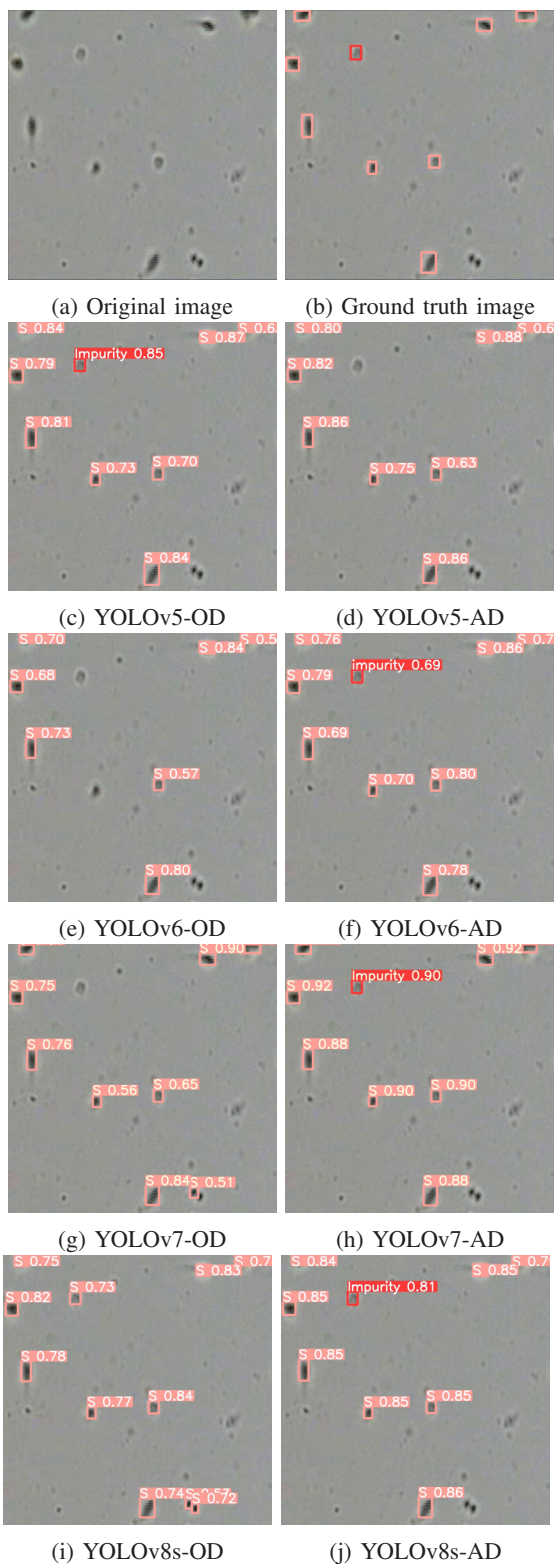 (a) Original image (b) Ground truth image
S 0.84 S 0.87 S 0.6
S 0.79 Impurity 0.85
S 0.81
S 0.73 S 0.70
S 0.84
(c) YOLOv5-OD
S 0.80 S 0.88 S 0.6
S 0.82
S 0.86
S 0.75 S 0.63
S 0.86
(d) YOLOv5-AD
S 0.70 S 0.84 S 0.5
S 0.68
S 0.73
S 0.57
S 0.80
(e) YOLOv6-OD
S 0.76 S 0.86 S 0.7
S 0.79 impurity 0.69
S 0.69
S 0.70 S 0.80
S 0.78
(f) YOLOv6-AD
S 0.90
S 0.75
S 0.76
S 0.56 S 0.65
S 0.84 S 0.51
(g) YOLOv7-OD
S 0.92
S 0.92 Impurity 0.90
S 0.88
S 0.90 S 0.90
S 0.88
(h) YOLOv7-AD
S 0.75 S 0.83 S 0.7
S 0.82 S 0.73
S 0.78
S 0.77 S 0.84
S 0.74 S 0.72
(i) YOLOv8s-OD
S 0.84 S 0.85 S 0.7
S 0.85 Impurity 0.81
S 0.85
S 0.85 S 0.85
S 0.86
(j) YOLOv8s-AD